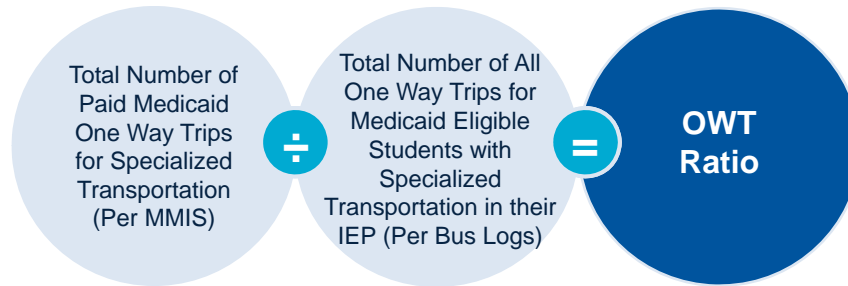 Total Number of
Paid Medicaid
One Way Trips
for Specialized
Transportation
(Per MMIS)
÷
Total Number of All
One Way Trips for
Medicaid Eligible
Students with
Specialized
Transportation in their
IEP (Per Bus Logs)
=
OWT
Ratio